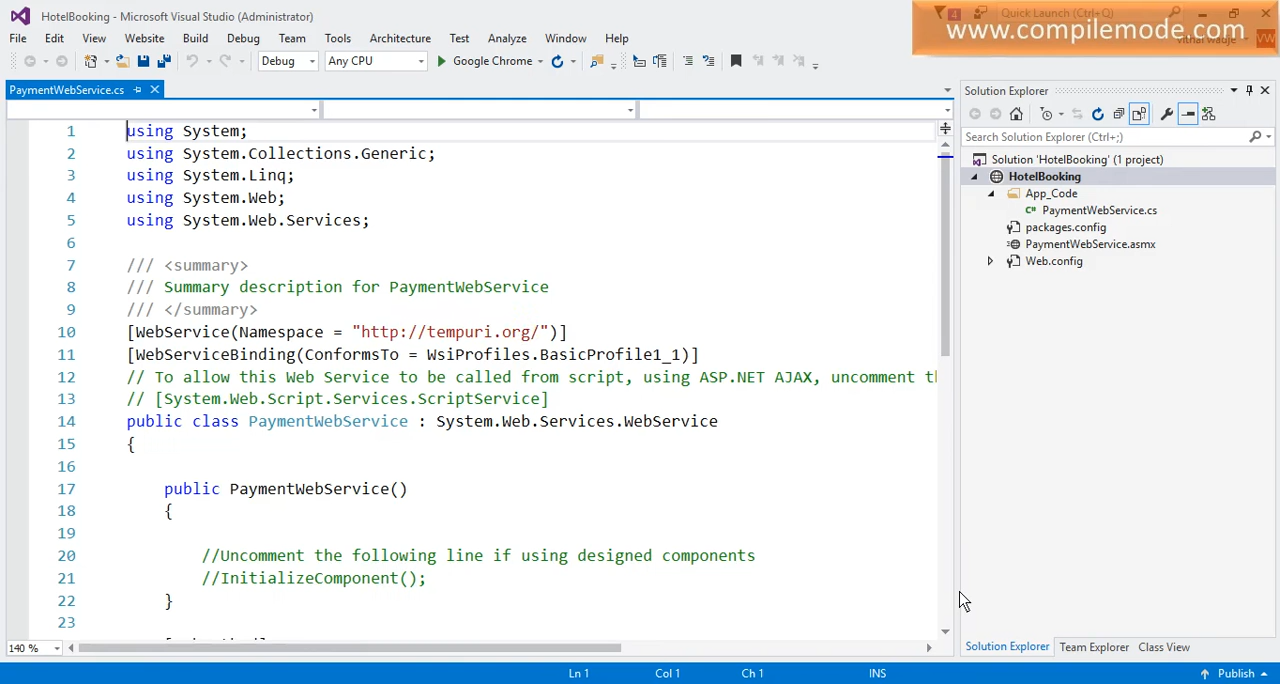 HotelBooking - Microsoft Visual Studio (Administrator)
4 Quick Launch (Ctrl+Q)
www.compilemode.com
File Edit View Website Build Debug Team Tools Architecture Test Analyze Window Help
VW
Debug Any CPU Google Chrome
PaymentWebService.cs
Solution Explorer
Search Solution Explorer (Ctrl+;)
Solution 'HotelBooking' (1 project)
HotelBooking
App_Code
C# PaymentWebService.cs
packages.config
PaymentWebService.asmx
Web.config
1 using System;
2 using System.Collections.Generic;
3 using System.Linq;
4 using System.Web;
5 using System.Web.Services;
6
7 /// <summary>
8 /// Summary description for PaymentWebService
9 /// </summary>
10 [WebService(Namespace = "http://tempuri.org/")]
11 [WebServiceBinding(ConformsTo = WsiProfiles.BasicProfile1_1)]
12 // To allow this Web Service to be called from script, using ASP.NET AJAX, uncomment th
13 // [System.Web.Script.Services.ScriptService]
14 public class PaymentWebService : System.Web.Services.WebService
15 {
16
17 public PaymentWebService()
18 {
19
20 //Uncomment the following line if using designed components
21 //InitializeComponent();
22 }
23
140 %
Solution Explorer Team Explorer Class View
Ln 1 Col 1 Ch 1 INS Publish